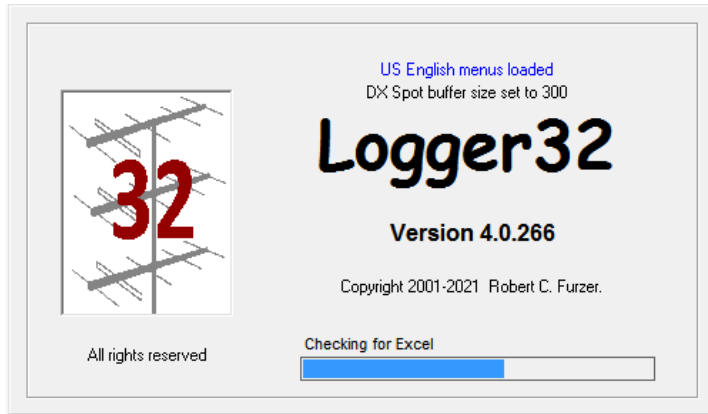 US English menus loaded
DX Spot buffer size set to 300
Logger32
32
Version 4.0.266
Copyright 2001-2021 Robert C. Furzer.
All rights reserved
Checking for Excel